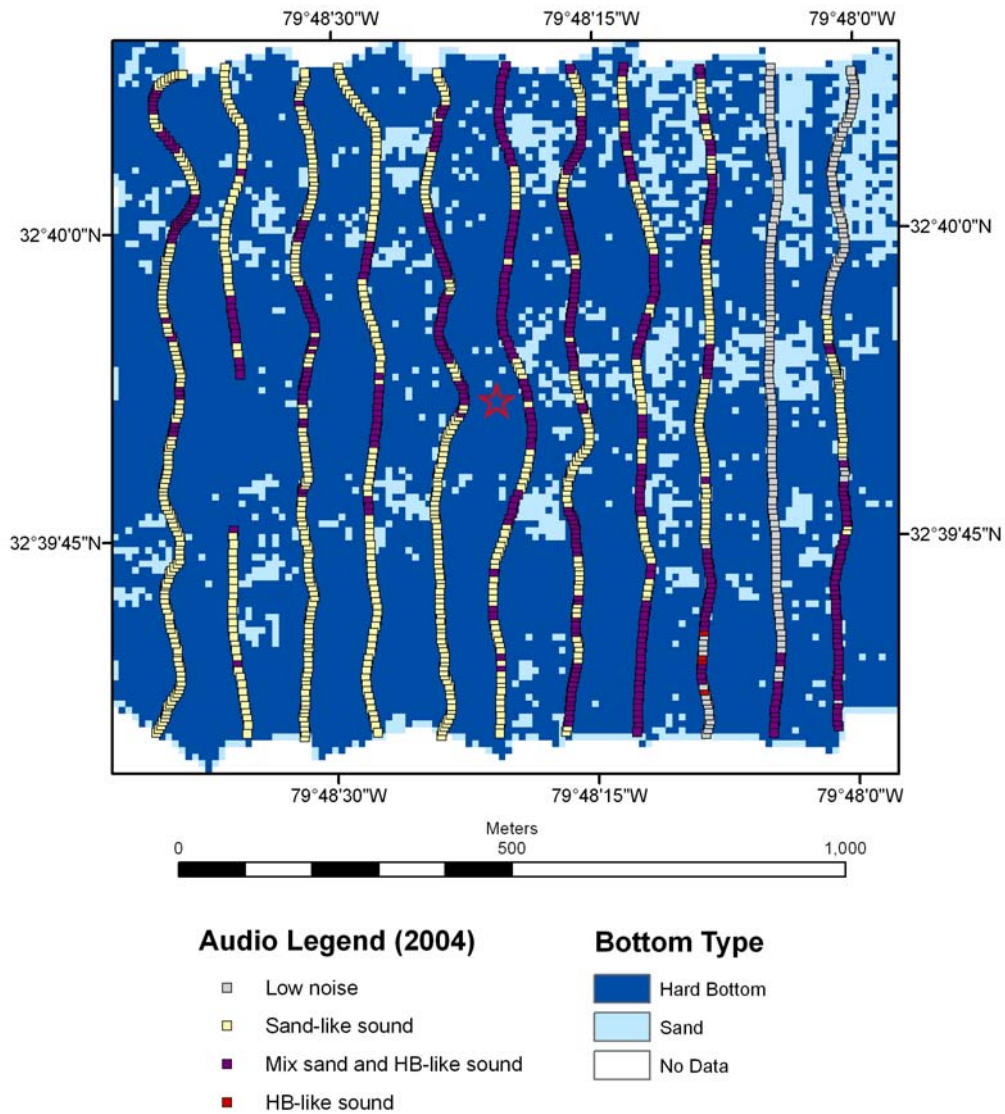 79°48'30"W 79°48'15"W 79°48'0"W
32°40'0"N 32°40'0"N
32°39'45"N 32°39'45"N
79°48'30"W 79°48'15"W 79°48'0"W
Meters
0 500 1,000
Audio Legend (2004)
Low noise
Sand-like sound
Mix sand and HB-like sound
HB-like sound
Bottom Type
Hard Bottom
Sand
No Data